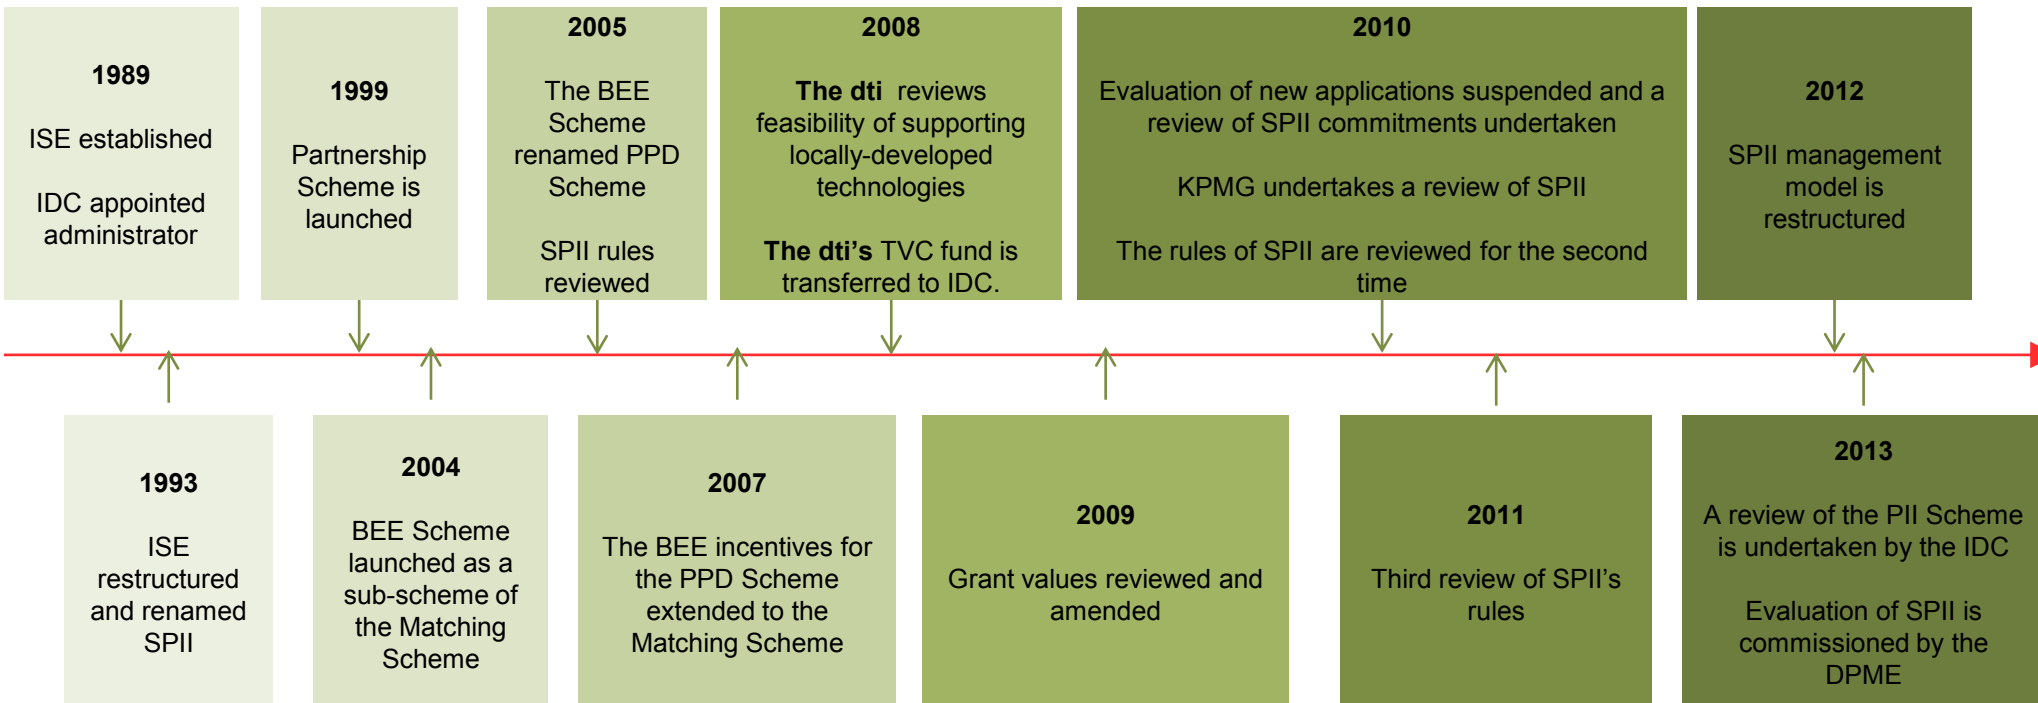 1989
ISE established
IDC appointed
administrator
1999
Partnership
Scheme is
launched
2005
The BEE
Scheme
renamed PPD
Scheme
SPII rules
reviewed
2008
The dti reviews
feasibility of supporting
locally-developed
technologies
The dti's TVC fund is
transferred to IDC.
2010
Evaluation of new applications suspended and a
review of SPII commitments undertaken
KPMG undertakes a review of SPII
The rules of SPII are reviewed for the second
time
2012
SPII management
model is
restructured
1993
ISE
restructured
and renamed
SPII
2004
BEE Scheme
launched as a
sub-scheme of
the Matching
Scheme
2007
The BEE incentives for
the PPD Scheme
extended to the
Matching Scheme
2009
Grant values reviewed and
amended
2011
Third review of SPII's
rules
2013
A review of the PII Scheme
is undertaken by the IDC
Evaluation of SPII is
commissioned by the
DPME